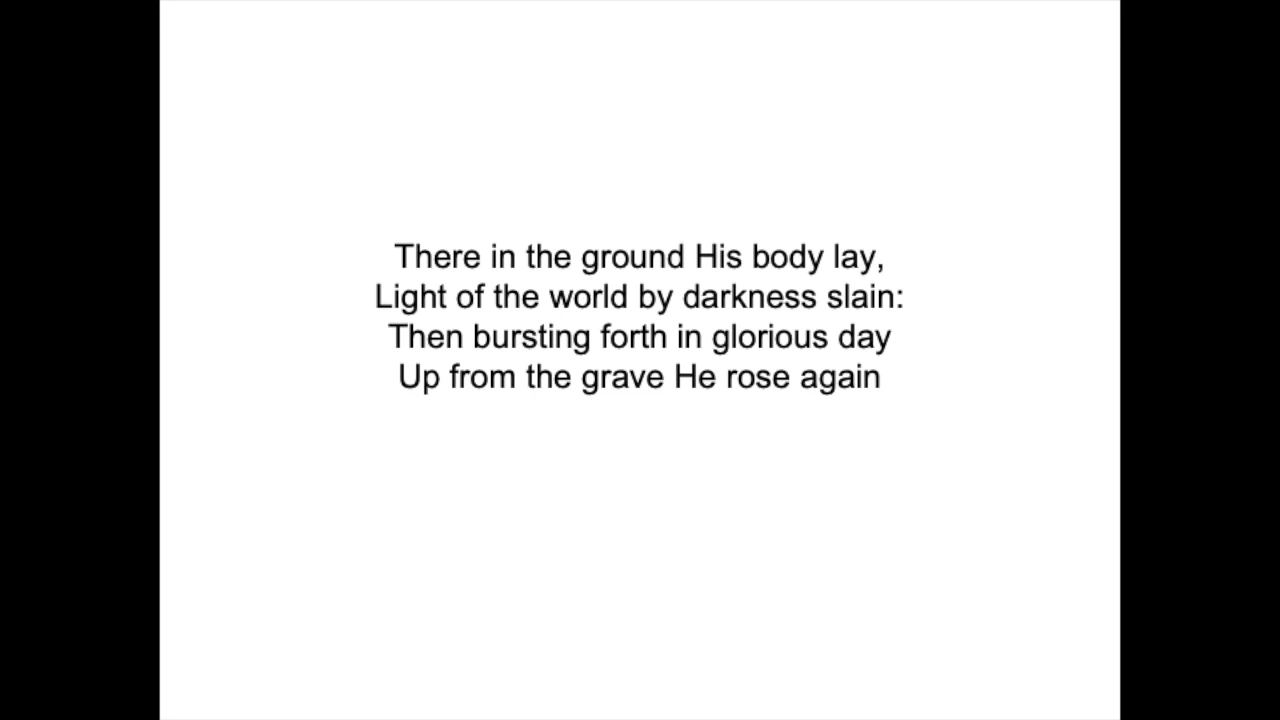 There in the ground His body lay,
Light of the world by darkness slain:
Then bursting forth in glorious day
Up from the grave He rose again